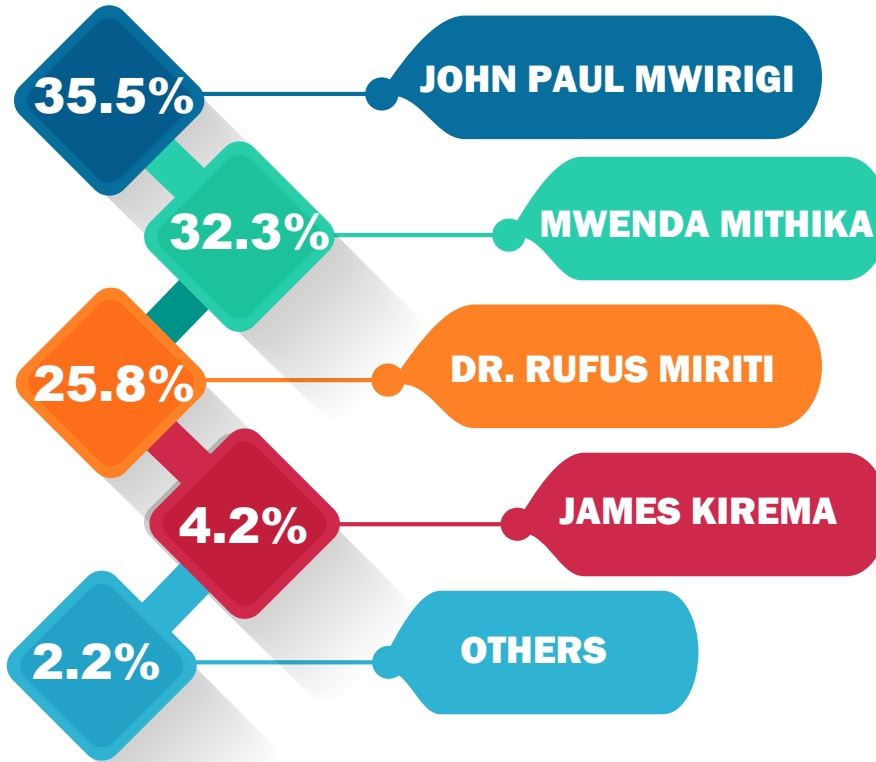 35.5% JOHN PAUL MWIRIGI
32.3% MWENDA MITHIKA
25.8% DR. RUFUS MIRITI
4.2% JAMES KIREMA
2.2% OTHERS